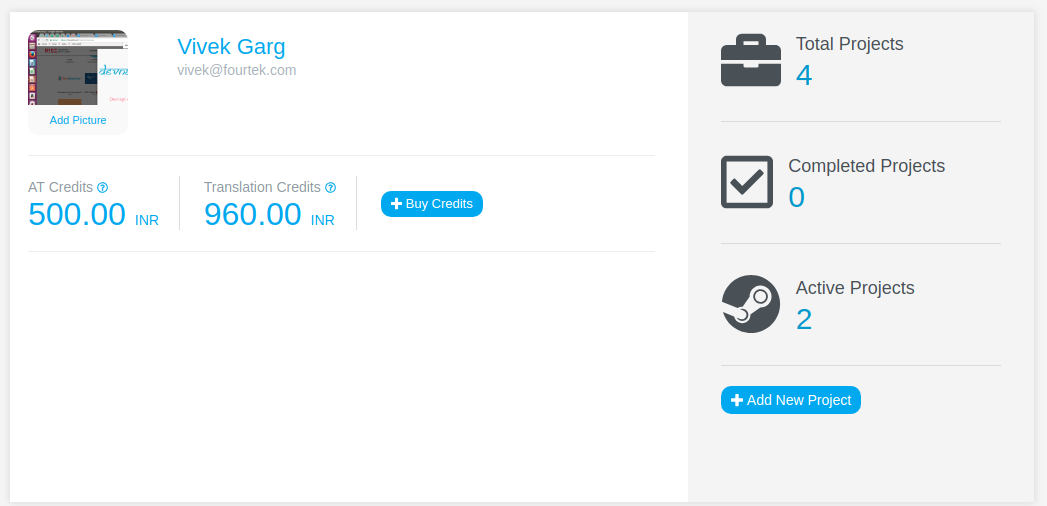 Vivek Garg
vivek@fourtek.com
Add Picture
AT Credits
500.00 INR
Translation Credits
960.00 INR
Buy Credits
Total Projects
4
Completed Projects
0
Active Projects
2
Add New Project